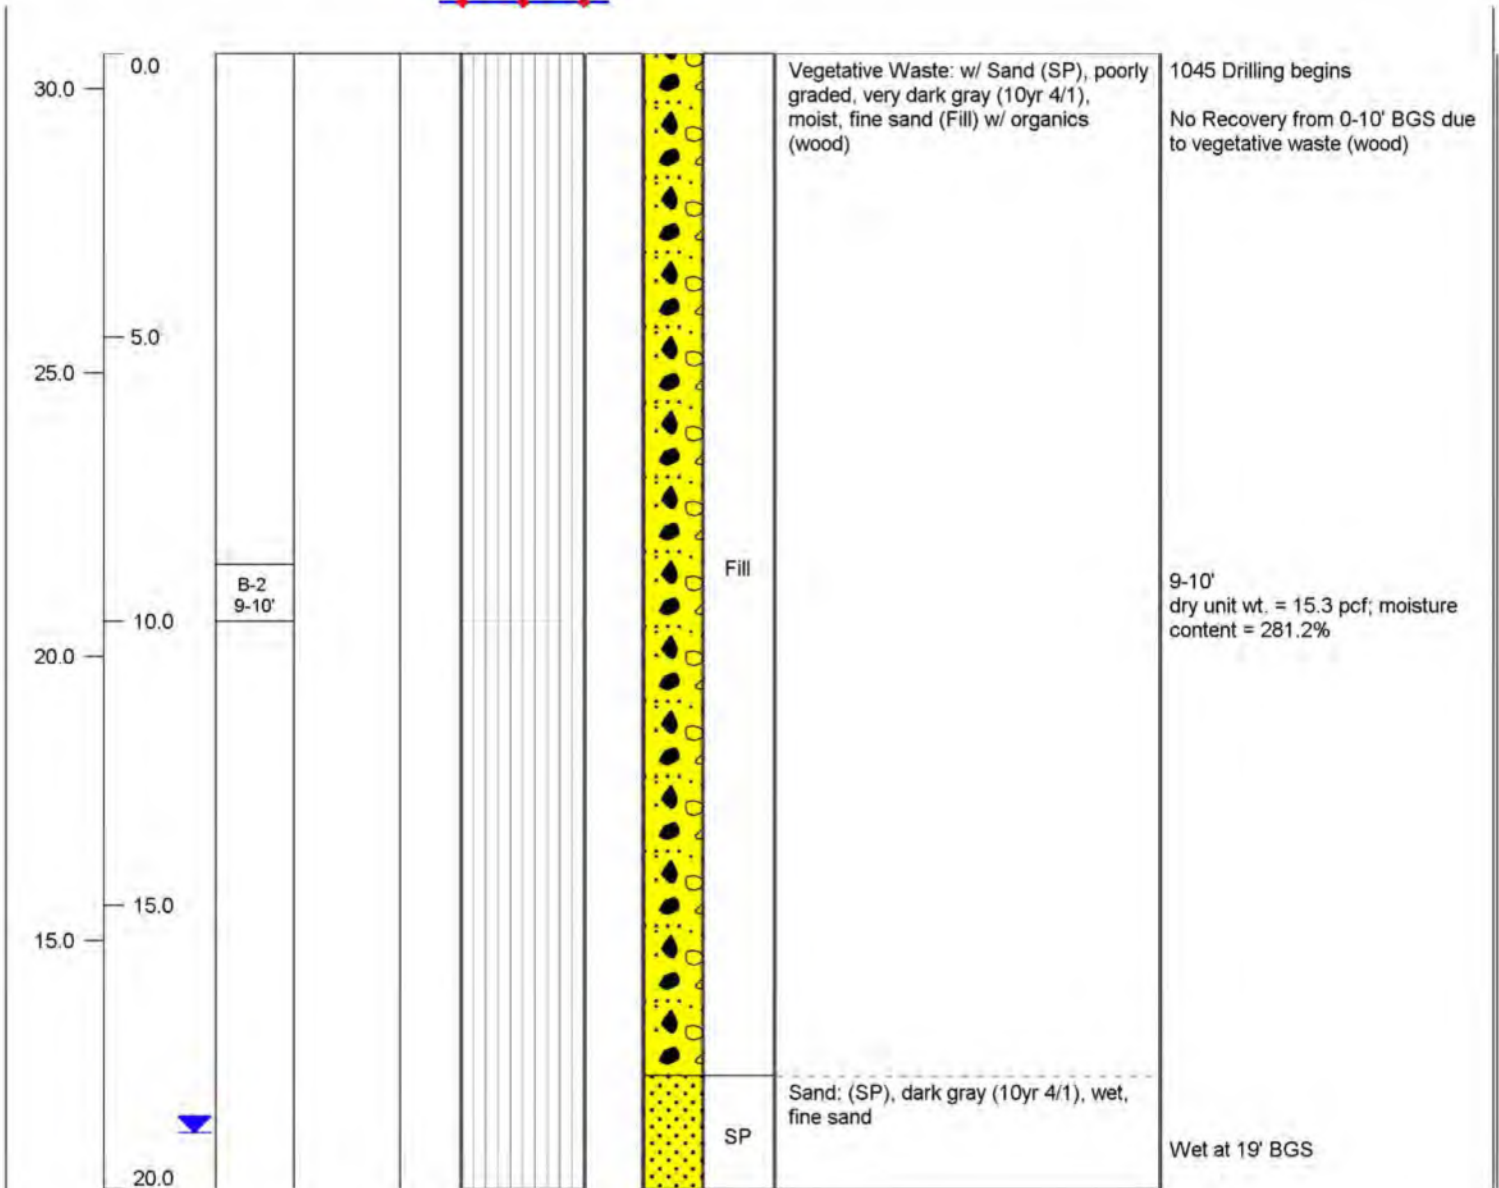 0.0
30.0
Vegetative Waste: w/ Sand (SP), poorly
graded, very dark gray (10yr 4/1),
moist, fine sand (Fill) w/ organics
(wood)
1045 Drilling begins
No Recovery from 0-10' BGS due
to vegetative waste (wood)
5.0
25.0
Fill
B-2
9-10'
10.0
9-10'
dry unit wt. = 15.3 pcf; moisture
content = 281.2%
20.0
15.0
15.0
Sand: (SP), dark gray (10yr 4/1), wet,
fine sand
SP
Wet at 19' BGS
20.0